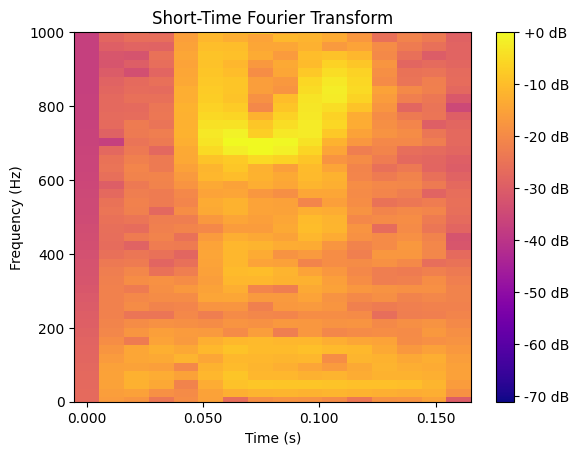 Short-Time Fourier Transform
1000
800
600
400
200
0
Frequency (Hz)
0.000
0.050
0.100
0.150
Time (s)
+0 dB
-10 dB
-20 dB
-30 dB
-40 dB
-50 dB
-60 dB
-70 dB